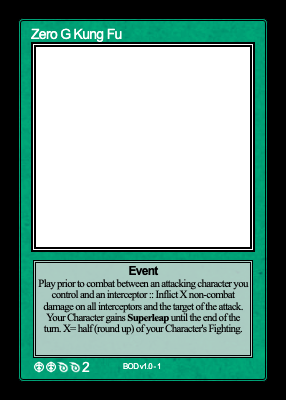 Zero G Kung Fu
Event
Play prior to combat between an attacking character you
control and an interceptor :: Inflict X non-combat
damage on all interceptors and the target of the attack.
Your Character gains Superleap until the end of the
turn. X= half (round up) of your Character's Fighting.
2
BOD v1.0 - 1